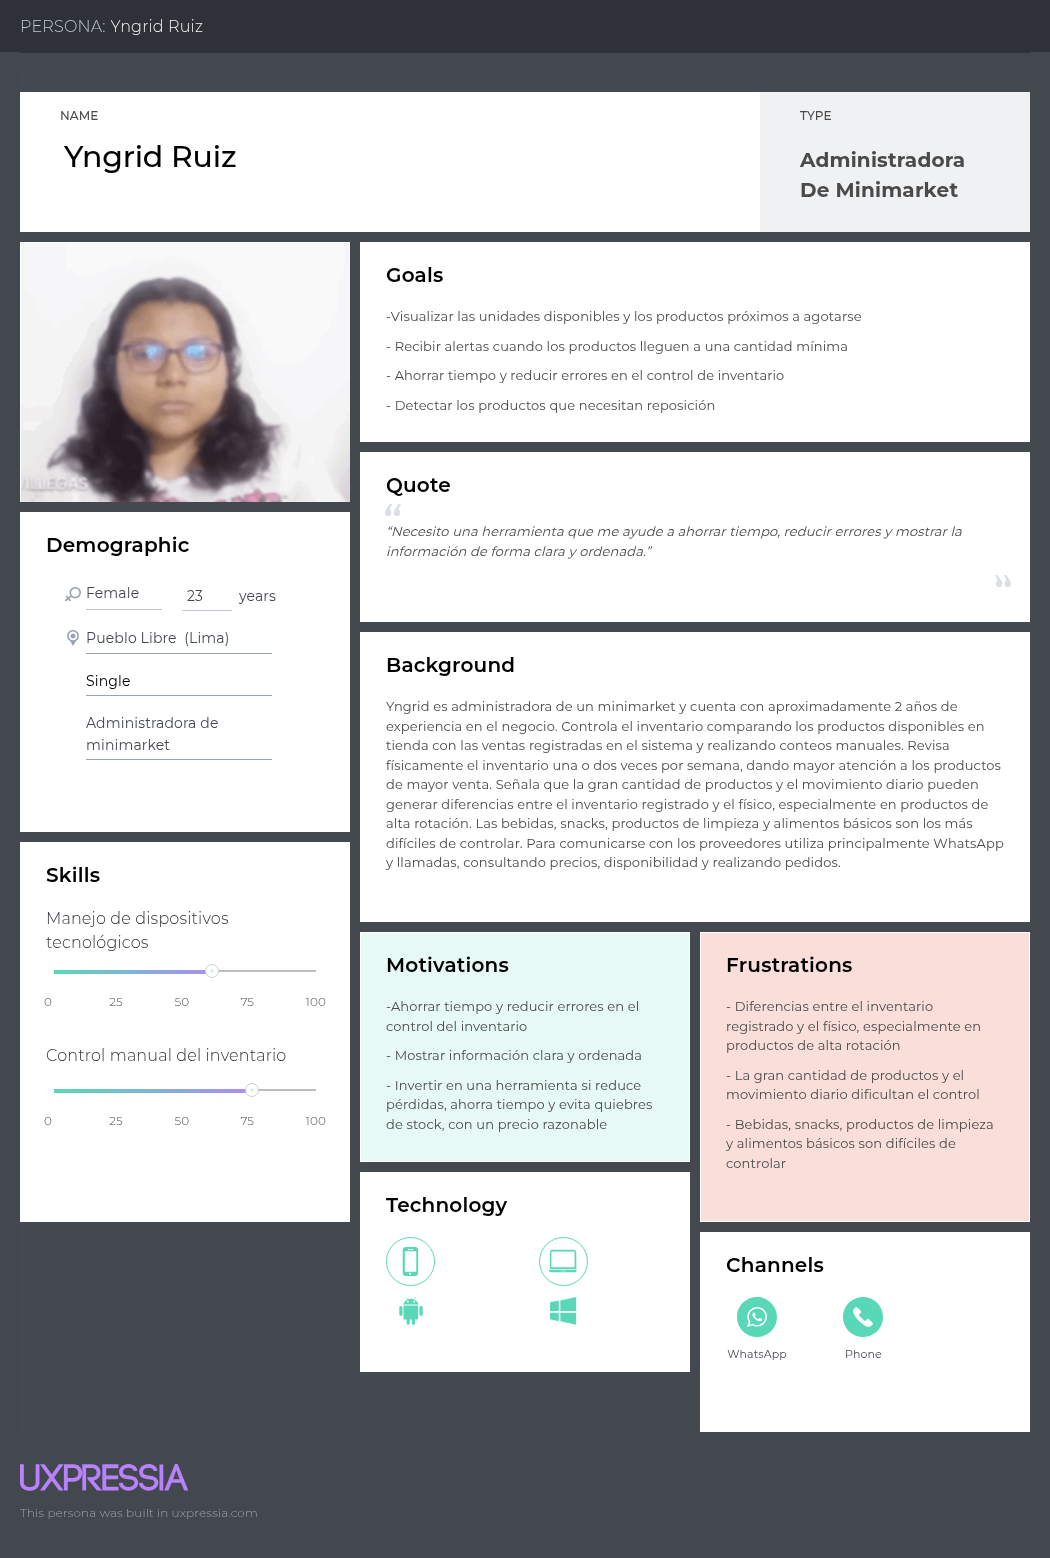 PERSONA: Yngrid Ruiz
NAME
Yngrid Ruiz
TYPE
Administradora
De Minimarket
ILLEGAS
Demographic
Female
23 years
Pueblo Libre (Lima)
Single
Administradora de
minimarket
Skills
Manejo de dispositivos
tecnológicos
0 25 50 75 100
Control manual del inventario
0 25 50 75 100
Goals
-Visualizar las unidades disponibles y los productos próximos a agotarse
- Recibir alertas cuando los productos lleguen a una cantidad mínima
- Ahorrar tiempo y reducir errores en el control de inventario
- Detectar los productos que necesitan reposición
Quote
“
“Necesito una herramienta que me ayude a ahorrar tiempo, reducir errores y mostrar la
información de forma clara y ordenada.”
”
Background
Yngrid es administradora de un minimarket y cuenta con aproximadamente 2 años de
experiencia en el negocio. Controla el inventario comparando los productos disponibles en
tienda con las ventas registradas en el sistema y realizando conteos manuales. Revisa
físicamente el inventario una o dos veces por semana, dando mayor atención a los productos
de mayor venta. Señala que la gran cantidad de productos y el movimiento diario pueden
generar diferencias entre el inventario registrado y el físico, especialmente en productos de
alta rotación. Las bebidas, snacks, productos de limpieza y alimentos básicos son los más
difíciles de controlar. Para comunicarse con los proveedores utiliza principalmente WhatsApp
y llamadas, consultando precios, disponibilidad y realizando pedidos.
Motivations
-Ahorrar tiempo y reducir errores en el
control del inventario
- Mostrar información clara y ordenada
- Invertir en una herramienta si reduce
pérdidas, ahorra tiempo y evita quiebres
de stock, con un precio razonable
Frustrations
- Diferencias entre el inventario
registrado y el físico, especialmente en
productos de alta rotación
- La gran cantidad de productos y el
movimiento diario dificultan el control
- Bebidas, snacks, productos de limpieza
y alimentos básicos son difíciles de
controlar
Technology
Channels
WhatsApp
Phone
UXPRESSIA
This persona was built in uxpressia.com